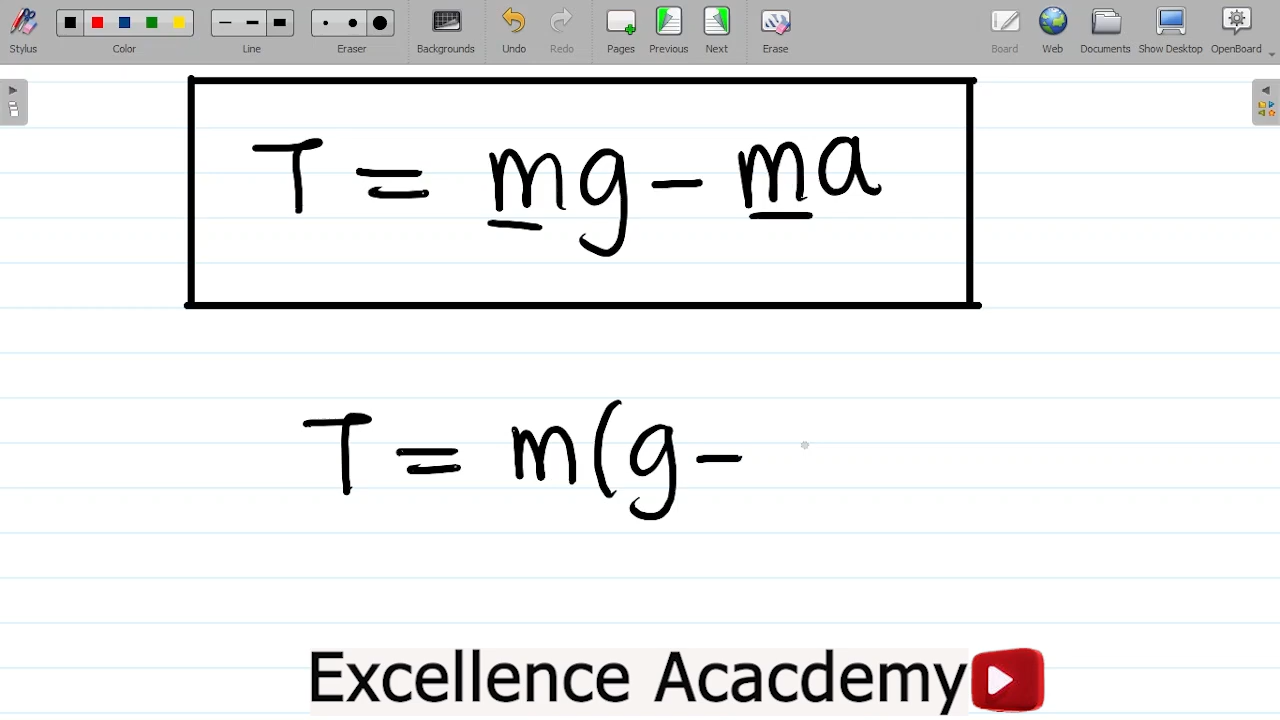 Stylus Color Line Eraser Backgrounds Undo Redo Pages Previous Next Erase Board Web Documents Show Desktop OpenBoard
T = mg - ma
T = m(g -
Excellence Acacdemy